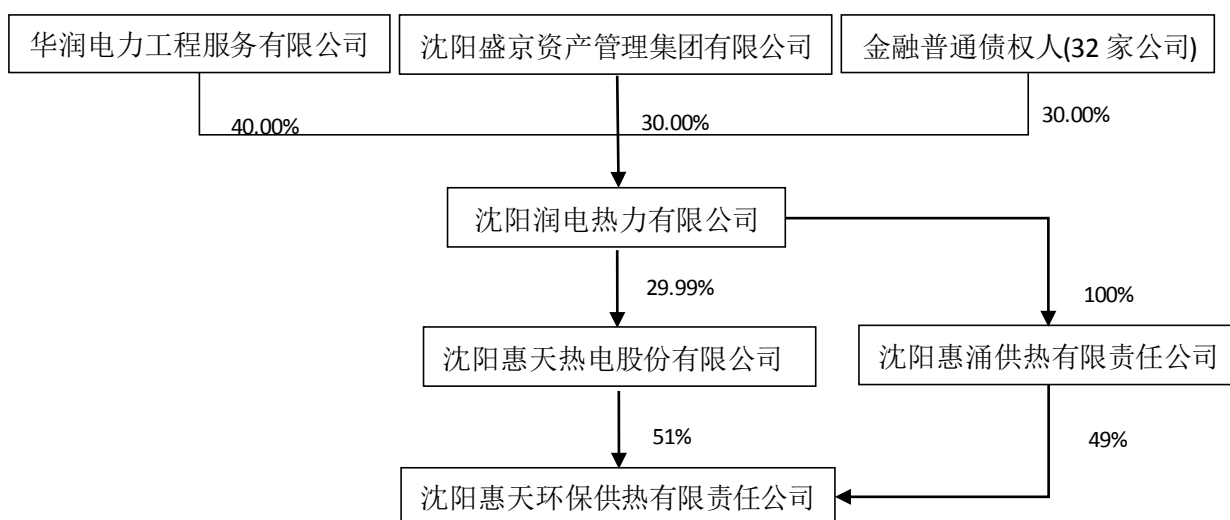 华润电力工程服务有限公司
沈阳盛京资产管理集团有限公司
金融普通债权人(32 家公司)
40.00%
30.00%
30.00%
沈阳润电热力有限公司
29.99%
100%
沈阳惠天热电股份有限公司
沈阳惠涌供热有限责任公司
51%
49%
沈阳惠天环保供热有限责任公司